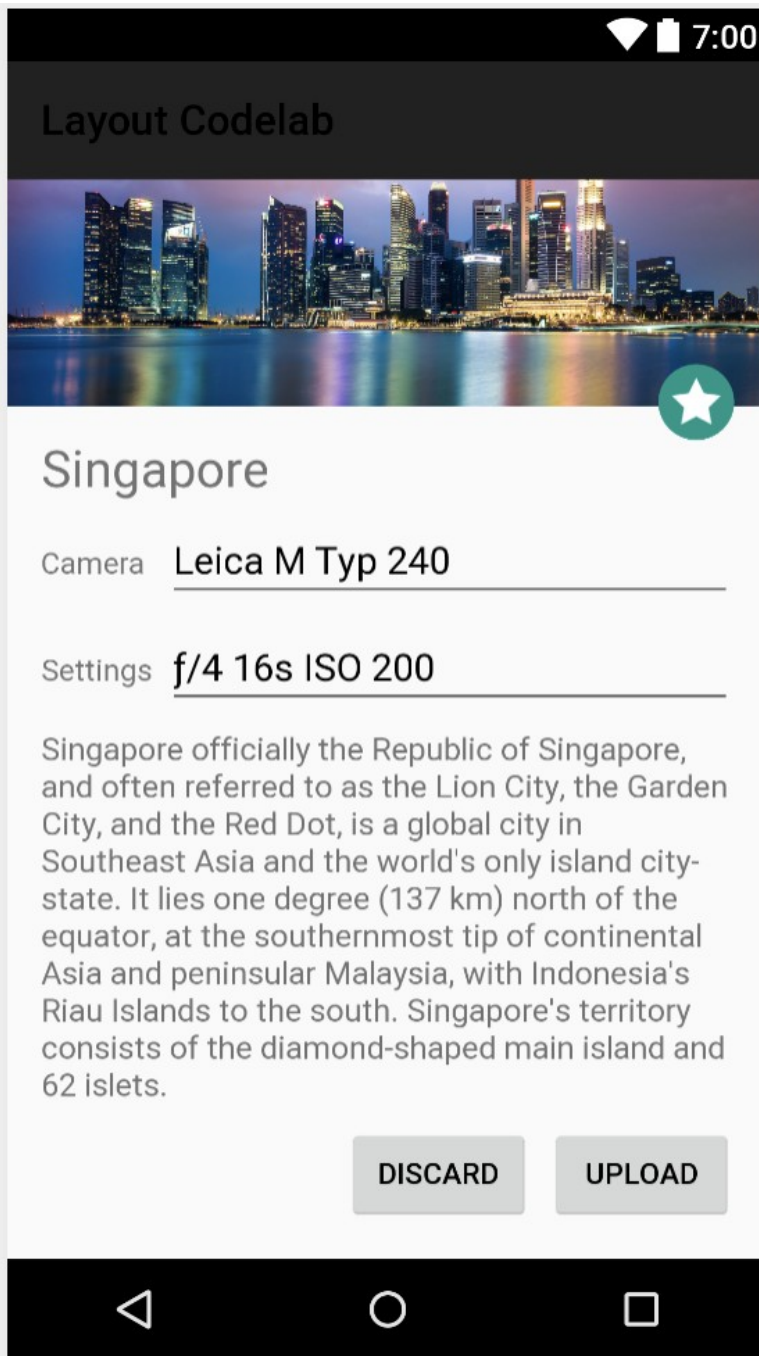 7:00
Layout Codelab
Singapore
Camera Leica M Typ 240
Settings ƒ/4 16s ISO 200
Singapore officially the Republic of Singapore,
and often referred to as the Lion City, the Garden
City, and the Red Dot, is a global city in
Southeast Asia and the world's only island city-
state. It lies one degree (137 km) north of the
equator, at the southernmost tip of continental
Asia and peninsular Malaysia, with Indonesia's
Riau Islands to the south. Singapore's territory
consists of the diamond-shaped main island and
62 islets.
DISCARD UPLOAD